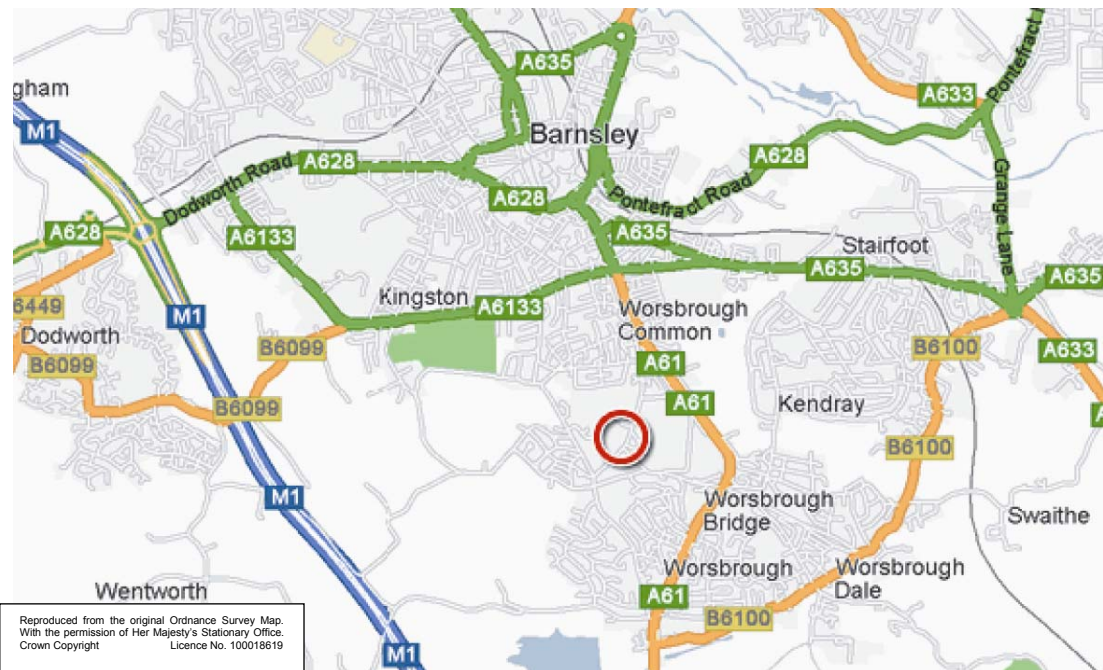 A635
gham
A633
M1
Barnsley
Pontefract
Dodworth Road
A628
A628
A628
Pontefract Road
Grange Lane
A628
A6133
A635
Stairfoot
A635
A635
Kingston
A6133
Worsbrough
Common
6449
M1
Dodworth
B6099
B6100
A633
B6099
A61
B6099
A61
Kendray
A
B6100
M1
Worsbrough
Bridge
Swaithe
Worsbrough
Worsbrough
Dale
Wentworth
A61
B6100
M1
Reproduced from the original Ordnance Survey Map.
With the permission of Her Majesty's Stationary Office.
Crown Copyright Licence No. 100018619